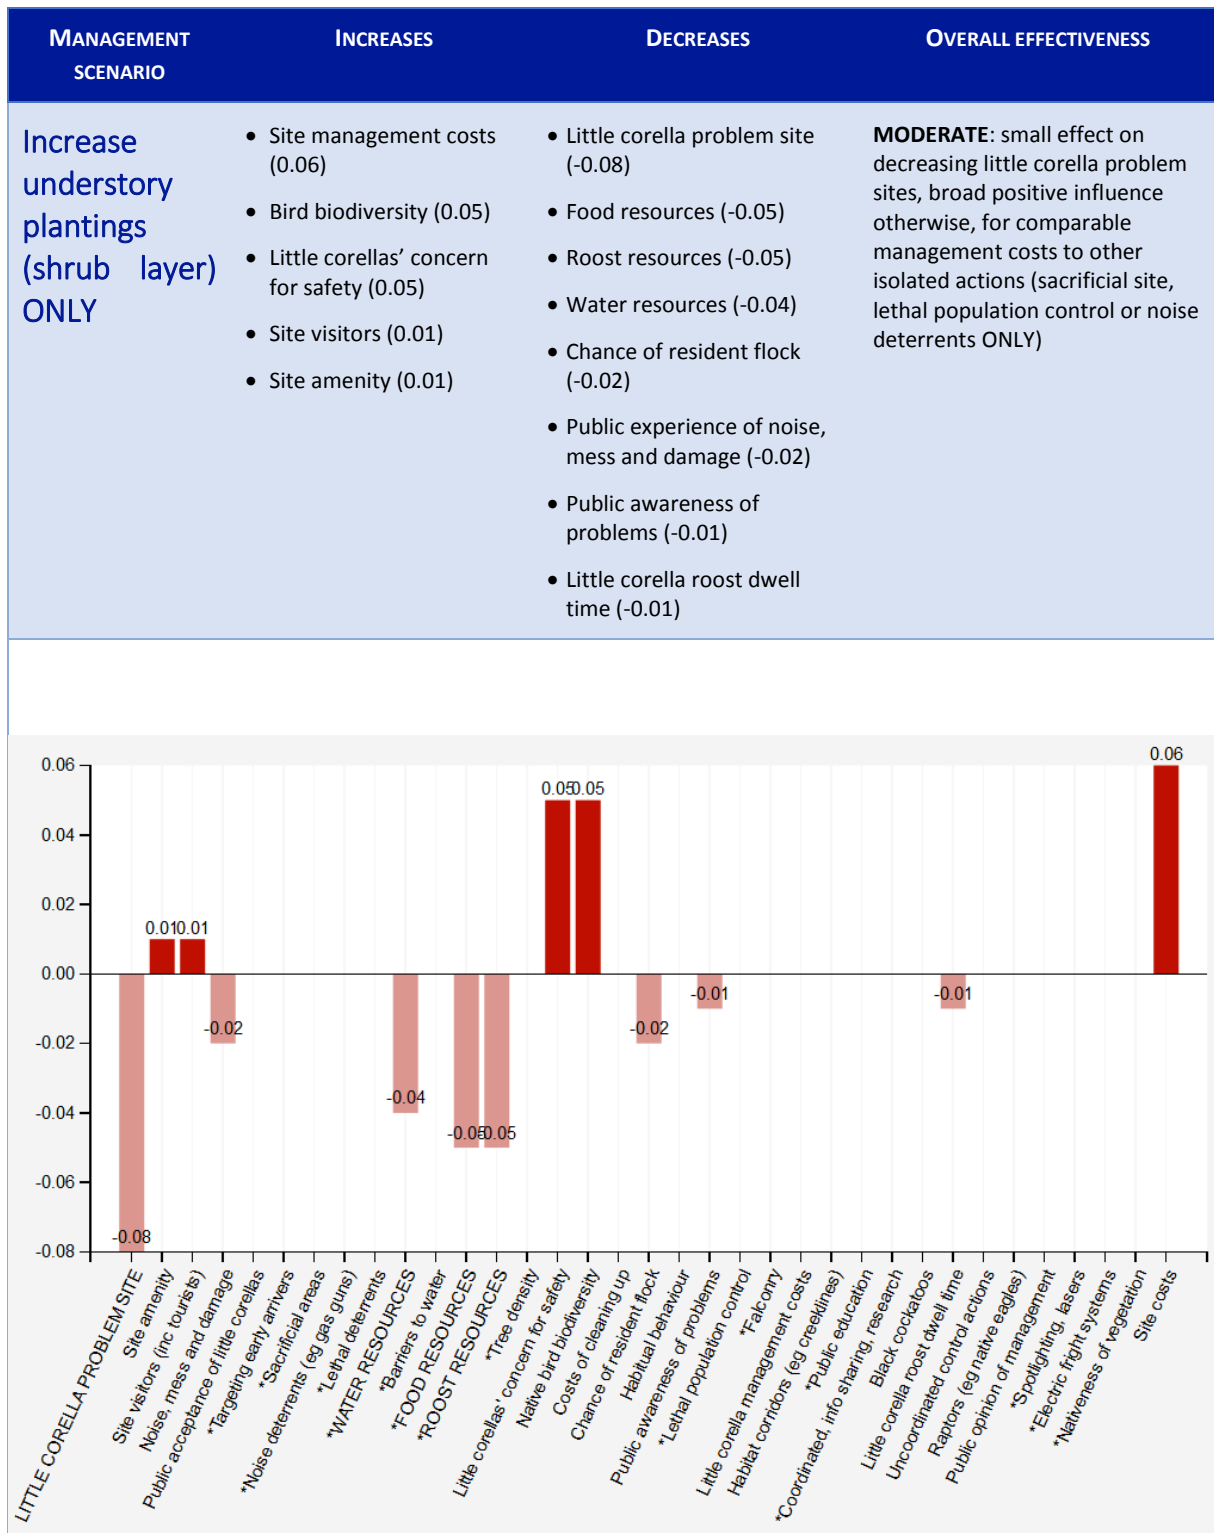 MANAGEMENT
SCENARIO
INCREASES
DECREASES
OVERALL EFFECTIVENESS
Increase
understory
plantings
(shrub layer)
ONLY
• Site management costs
(0.06)
• Bird biodiversity (0.05)
• Little corellas’ concern
for safety (0.05)
• Site visitors (0.01)
• Site amenity (0.01)
• Little corella problem site
(-0.08)
• Food resources (-0.05)
• Roost resources (-0.05)
• Water resources (-0.04)
• Chance of resident flock
(-0.02)
• Public experience of noise,
mess and damage (-0.02)
• Public awareness of
problems (-0.01)
• Little corella roost dwell
time (-0.01)
MODERATE: small effect on
decreasing little corella problem
sites, broad positive influence
otherwise, for comparable
management costs to other
isolated actions (sacrificial site,
lethal population control or noise
deterrents ONLY)
0.06
0.04
0.02
0.00
-0.02
-0.04
-0.06
-0.08
-0.08
0.01
0.01
-0.02
-0.04
-0.05
-0.05
0.05
0.05
-0.02
-0.01
-0.01
0.06
LITTLE CORELLA PROBLEM SITE
Site amenity
Site visitors (inc tourists)
Noise, mess and damage
Public acceptance of little corellas
*Targeting early arrivers
*Sacrificial areas
*Noise deterrents (eg gas guns)
*Lethal deterrents
*WATER RESOURCES
*Barriers to water
*FOOD RESOURCES
*ROOST RESOURCES
*Tree density
Little corellas' concern for safety
Native bird biodiversity
Costs of cleaning up
Chance of resident flock
Habitual behaviour
Public awareness of problems
*Lethal population control
*Falconry
Little corella management costs
Habitat corridors (eg creeklines)
*Public education
*Coordinated, info sharing, research
Black cockatoos
Little corella roost dwell time
Uncoordinated control actions
Raptors (eg native eagles)
Public opinion of management
*Spotlighting, lasers
*Electric fright systems
*Nativeness of vegetation
Site costs